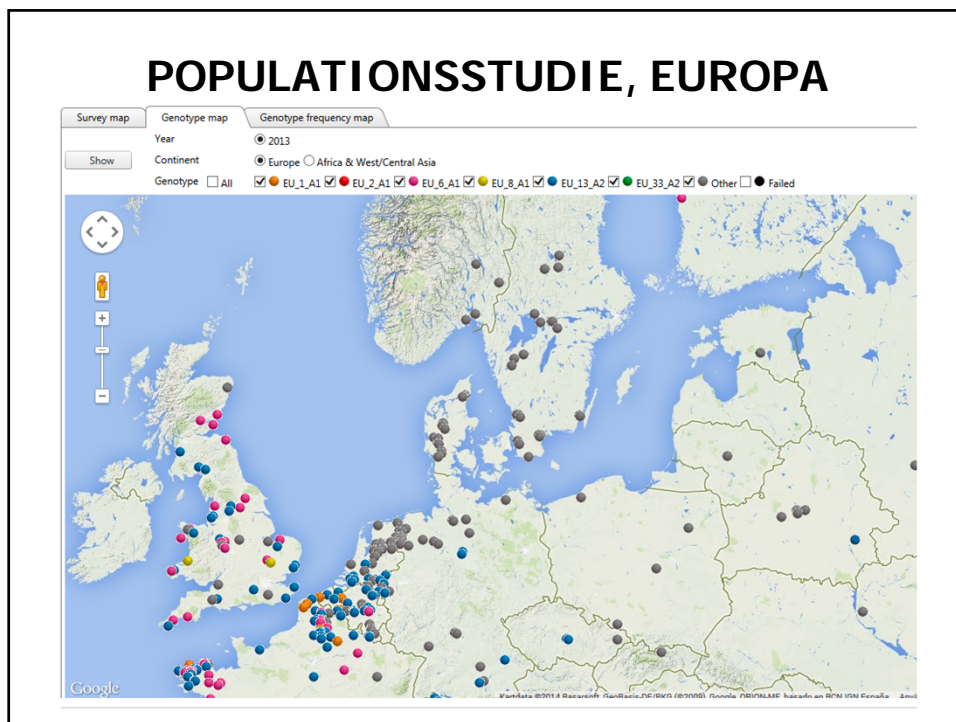 POPULATIONSSTUDIE, EUROPA
Survey map Genotype map Genotype frequency map
Year 2013
Show Continent Europe Africa & West/Central Asia
Genotype All EU_1_A1 EU_2_A1 EU_6_A1 EU_8_A1 EU_13_A2 EU_33_A2 Other Failed
Google
Kartdata ©2014 Basarsoft, GeoBasis-DE/BKG (©2009), Google, ORION-ME, basado en BCN IGN España